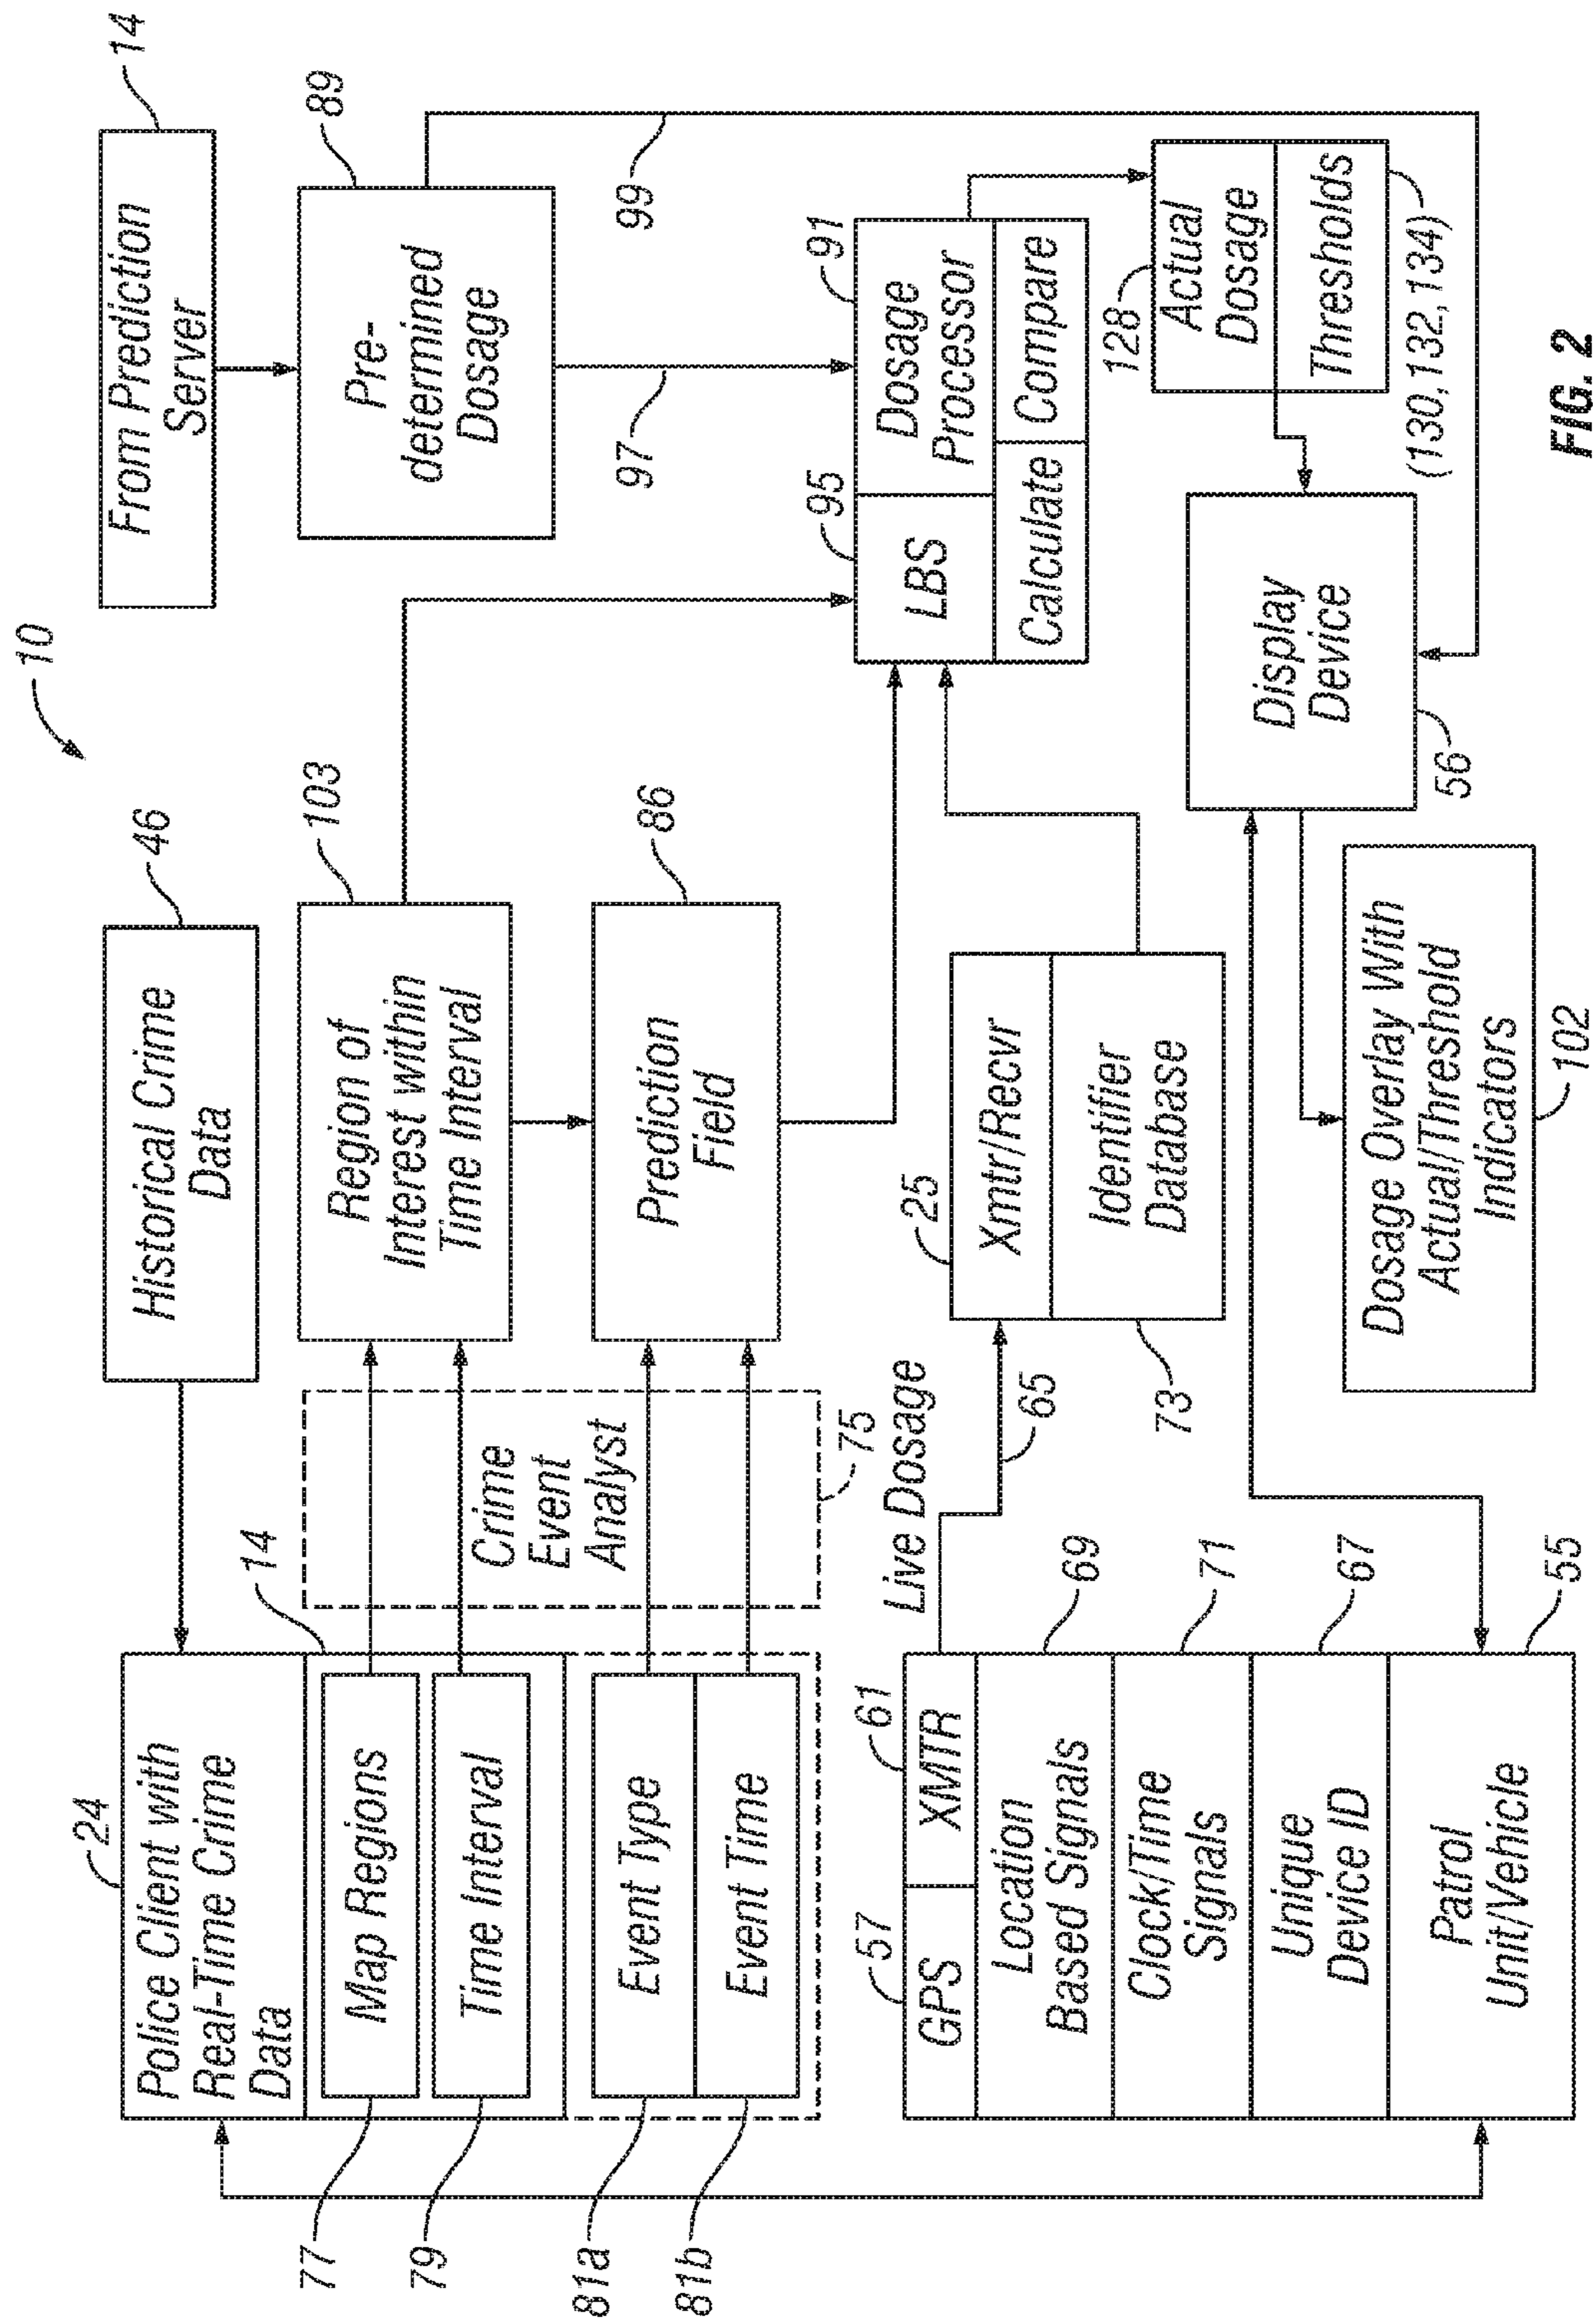 10
24
Police Client with
Real-Time Crime
Data
14
77
Map Regions
79
Time Interval
81a
Event Type
81b
Event Time
Historical Crime
Data
46
Crime
Event
Analyst
75
Region of
Interest within
Time Interval
103
Prediction
Field
86
From Prediction
Server
14
Pre-
determined
Dosage
89
97
99
57
GPS
61
XMTR
Location
Based Signals
69
Clock/Time
Signals
71
Unique
Device ID
67
Patrol
Unit/Vehicle
55
Live Dosage
65
25
Xmtr/Recvr
Identifier
Database
73
95
LBS
91
Dosage
Processor
Calculate
Compare
128
Actual
Dosage
Thresholds
(130,132,134)
Display
Device
56
Dosage Overlay With
Actual/Threshold
Indicators
102
FIG. 2